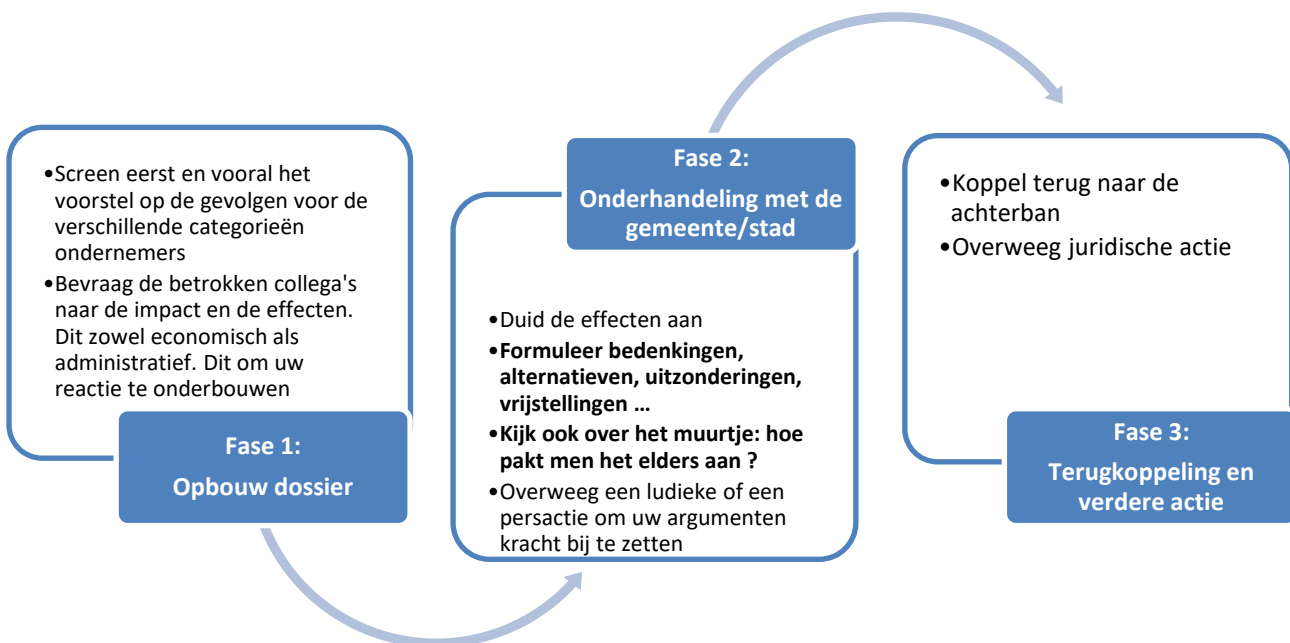 •Screen eerst en vooral het
voorstel op de gevolgen voor de
verschillende categorieën
ondernemers
•Bevraag de betrokken collega's
naar de impact en de effecten.
Dit zowel economisch als
administratief. Dit om uw
reactie te onderbouwen
Fase 1:
Opbouw dossier
Fase 2:
Onderhandeling met de
gemeente/stad
•Duid de effecten aan
•Formuleer bedenkingen,
alternatieven, uitzonderingen,
vrijstellingen …
•Kijk ook over het muurtje: hoe
pakt men het elders aan ?
•Overweeg een ludieke of een
persactie om uw argumenten
kracht bij te zetten
•Koppel terug naar de
achterban
•Overweeg juridische actie
Fase 3:
Terugkoppeling en
verdere actie